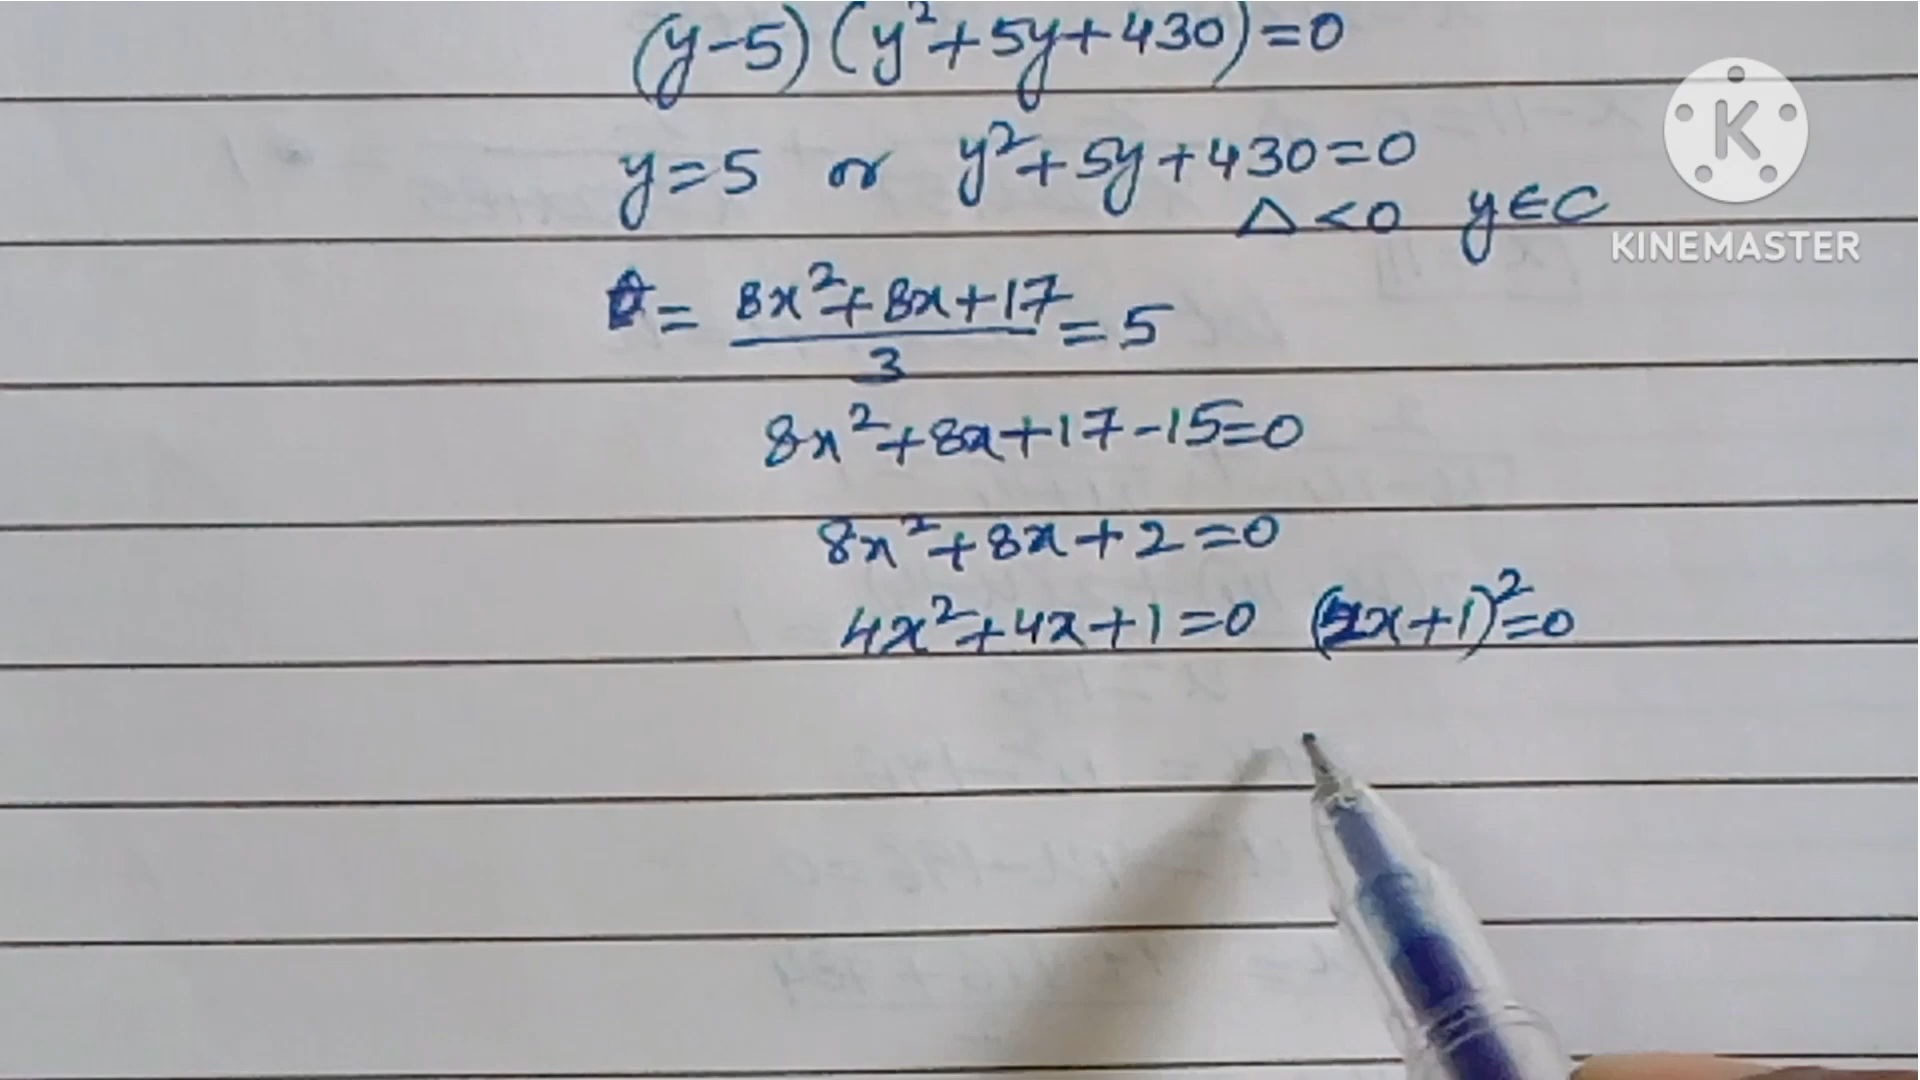 (y-5)(y²+5y+430)=0
y=5 or y²+5y+430=0
Δ<0 y∈C
= 8x²+8x+17/3 = 5
8x²+8x+17-15=0
8x²+8x+2=0
4x²+4x+1=0 (2x+1)²=0
K
KINEMASTER